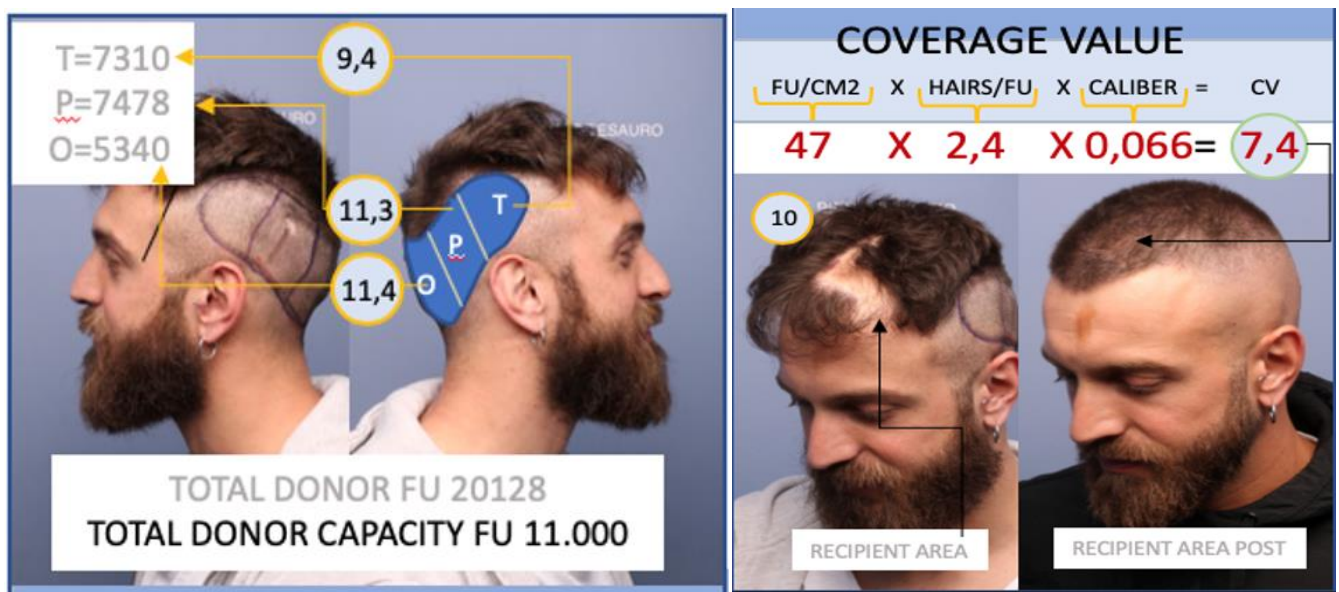 T=7310
P=7478
O=5340
9,4
11,3
11,4
T
P
O
ESAURO
TOTAL DONOR FU 20128
TOTAL DONOR CAPACITY FU 11.000
COVERAGE VALUE
FU/CM2 X HAIRS/FU X CALIBER = CV
47 X 2,4 X 0,066= 7,4
10
RECIPIENT AREA
RECIPIENT AREA POST